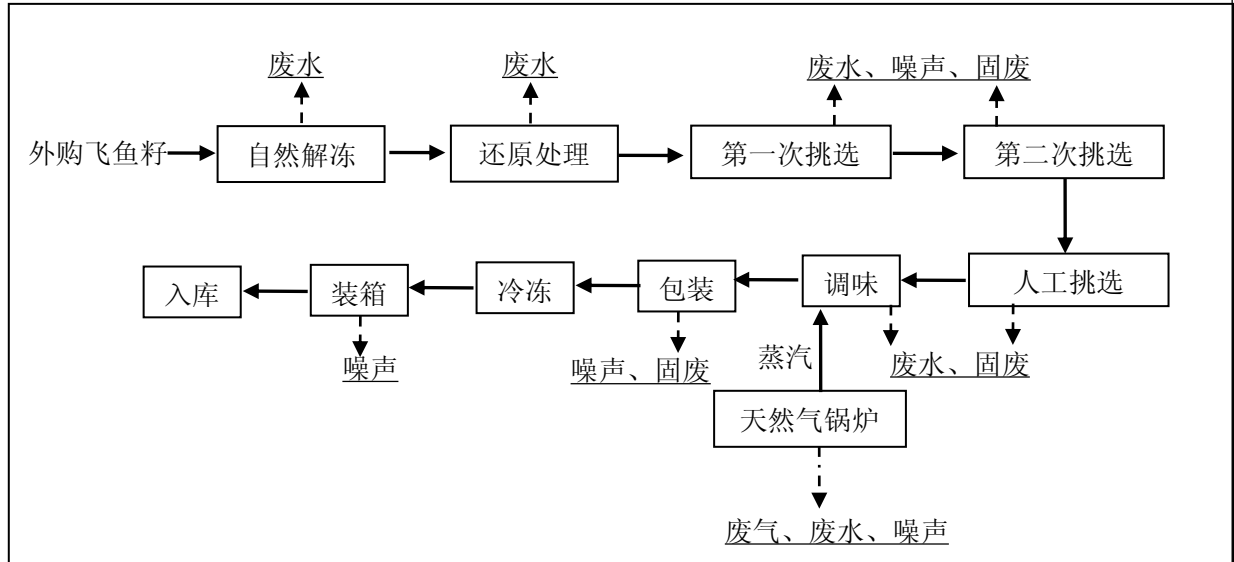 废水
废水
废水、噪声、固废
外购飞鱼籽
自然解冻
还原处理
第一次挑选
第二次挑选
入库
装箱
冷冻
包装
调味
人工挑选
噪声
噪声、固废
蒸汽
废水、固废
天然气锅炉
废气、废水、噪声